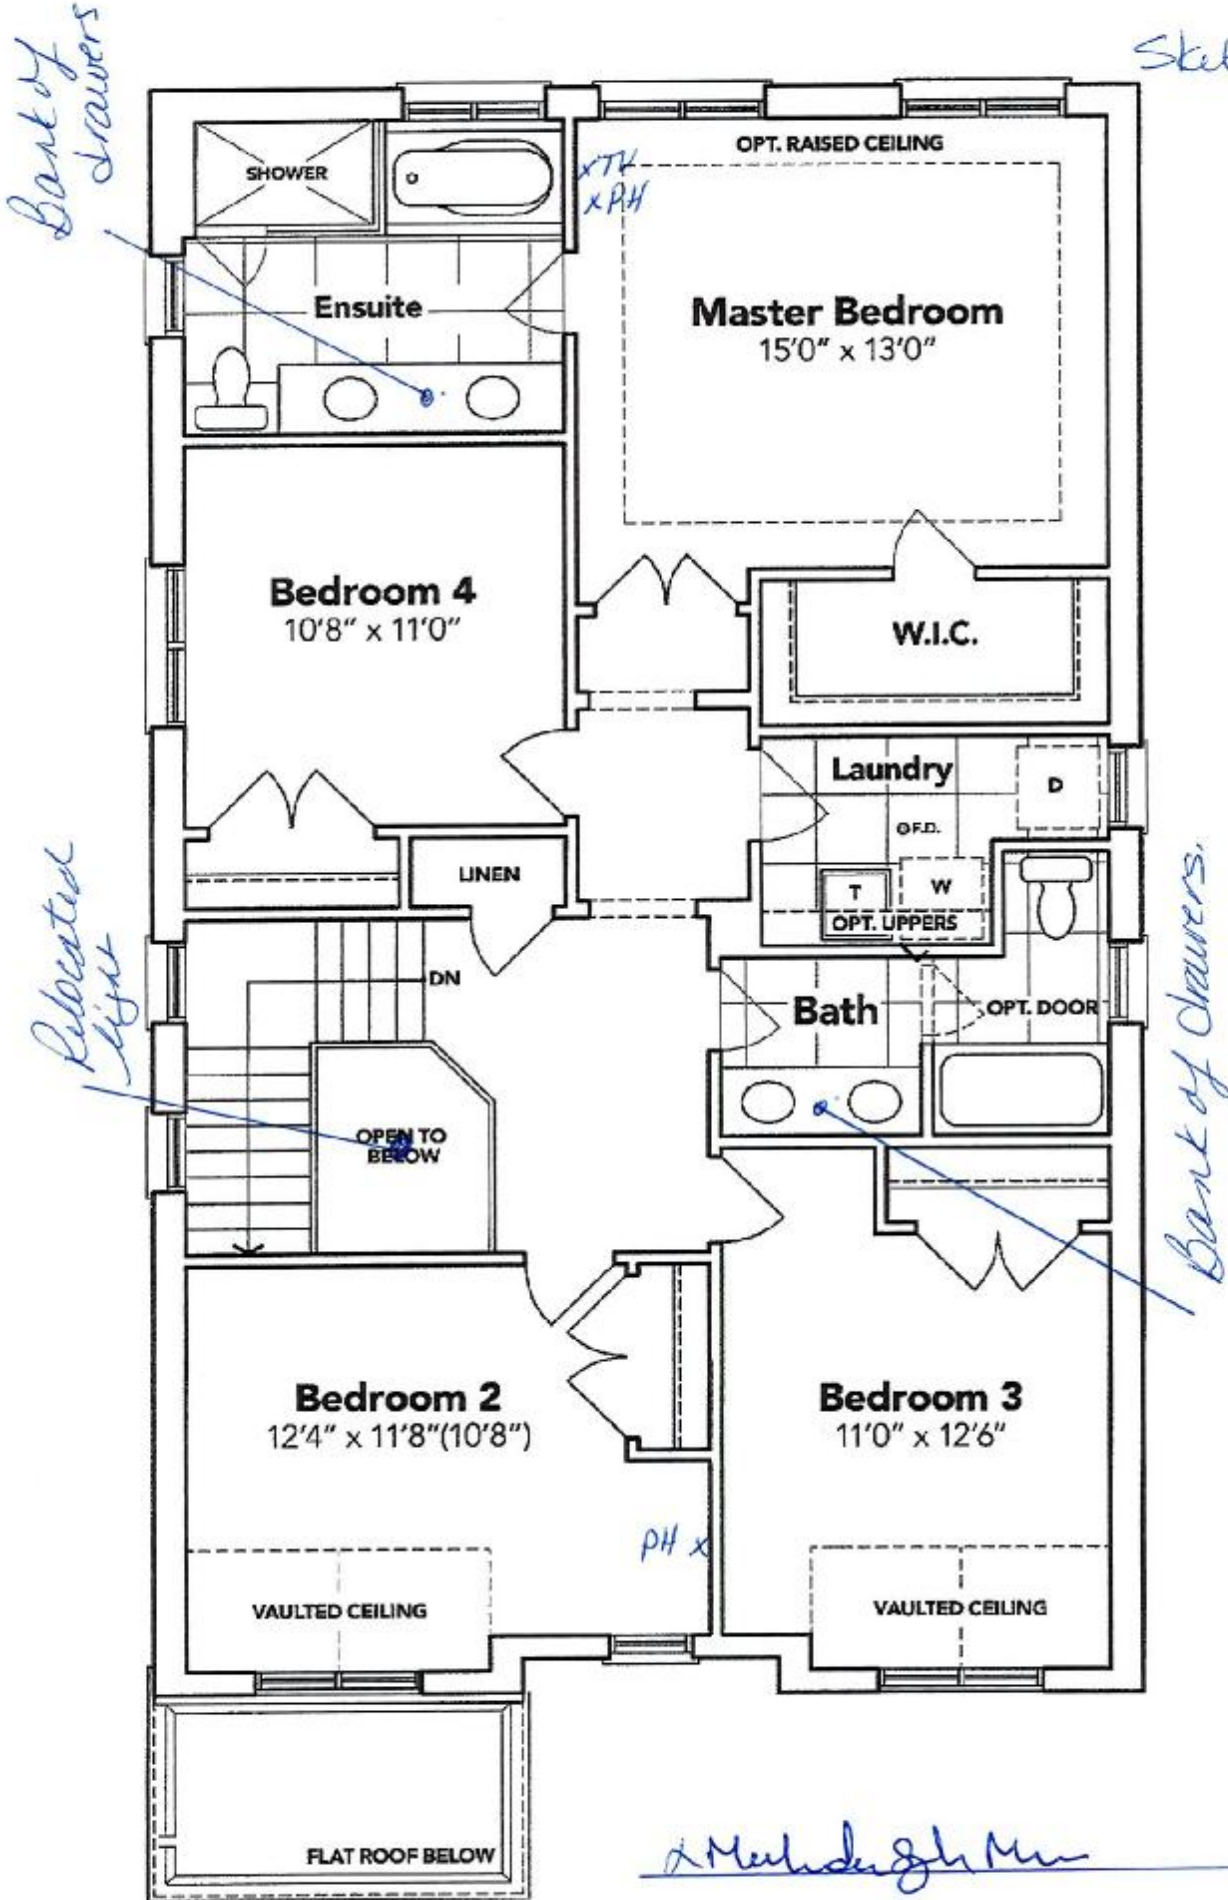 Bank of
drawers
SHOWER
OPT. RAISED CEILING
xTV
xPH
Ensuite
Master Bedroom
15'0" x 13'0"
Bedroom 4
10'8" x 11'0"
W.I.C.
Laundry
D
F.D.
LINEN
T
W
OPT. UPPERS
Relocated
light
DN
Bath
OPT. DOOR
OPEN TO
BELOW
Bank of drawers.
Bedroom 2
12'4" x 11'8"(10'8")
Bedroom 3
11'0" x 12'6"
PH x
VAULTED CEILING
VAULTED CEILING
FLAT ROOF BELOW
x